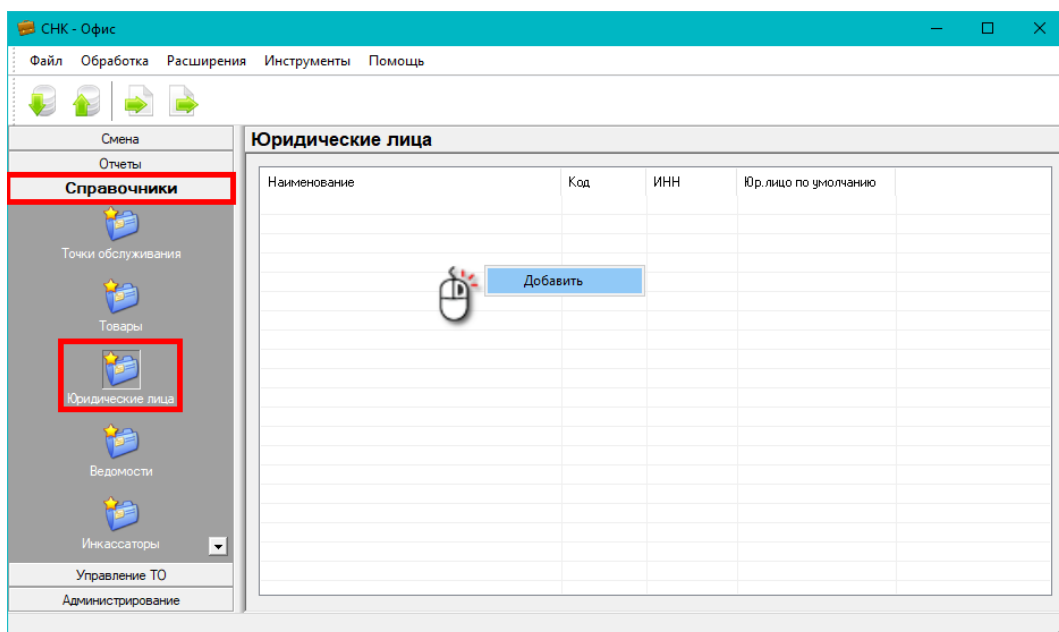 СНК - Офис
Файл Обработка Расширения Инструменты Помощь
Смена
Отчеты
Справочники
Точки обслуживания
Товары
Юридические лица
Ведомости
Инкассаторы
Управление ТО
Администрирование
Юридические лица
Наименование Код ИНН Юр.лицо по умолчанию
Добавить